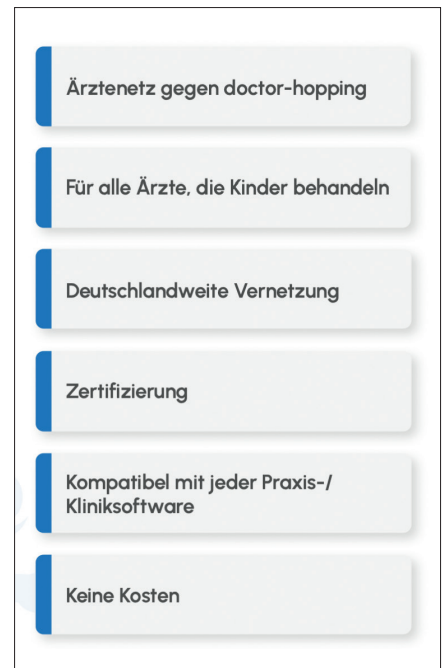 Ärztenetz gegen doctor-hopping
Für alle Ärzte, die Kinder behandeln
Deutschlandweite Vernetzung
Zertifizierung
Kompatibel mit jeder Praxis-/
Kliniksoftware
Keine Kosten